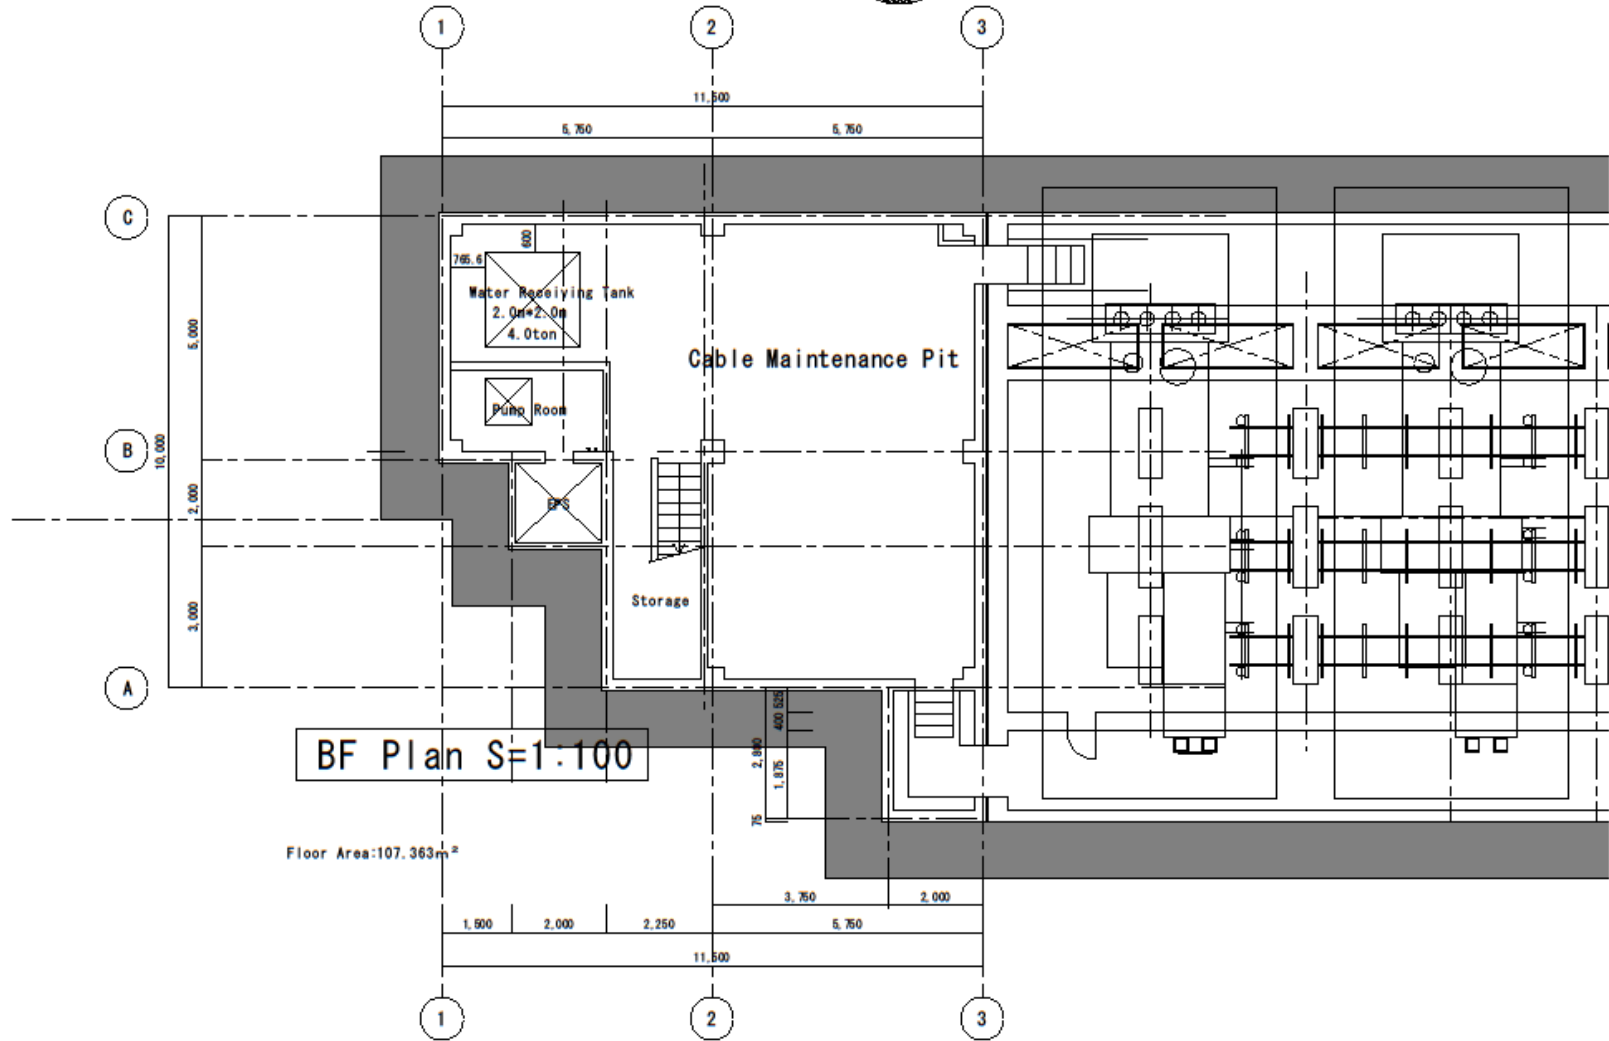 1
2
3
11,500
5,750
5,750
C
600
765.6
Water Receiving Tank
2.0m*2.0m
4.0ton
5,000
Cable Maintenance Pit
Pump Room
B
10,000
2,000
EPS
Storage
3,000
A
525
400
2,800
1,875
75
BF Plan S=1:100
Floor Area:107.363m²
3,750
2,000
1,500
2,000
2,250
5,750
11,500
1
2
3